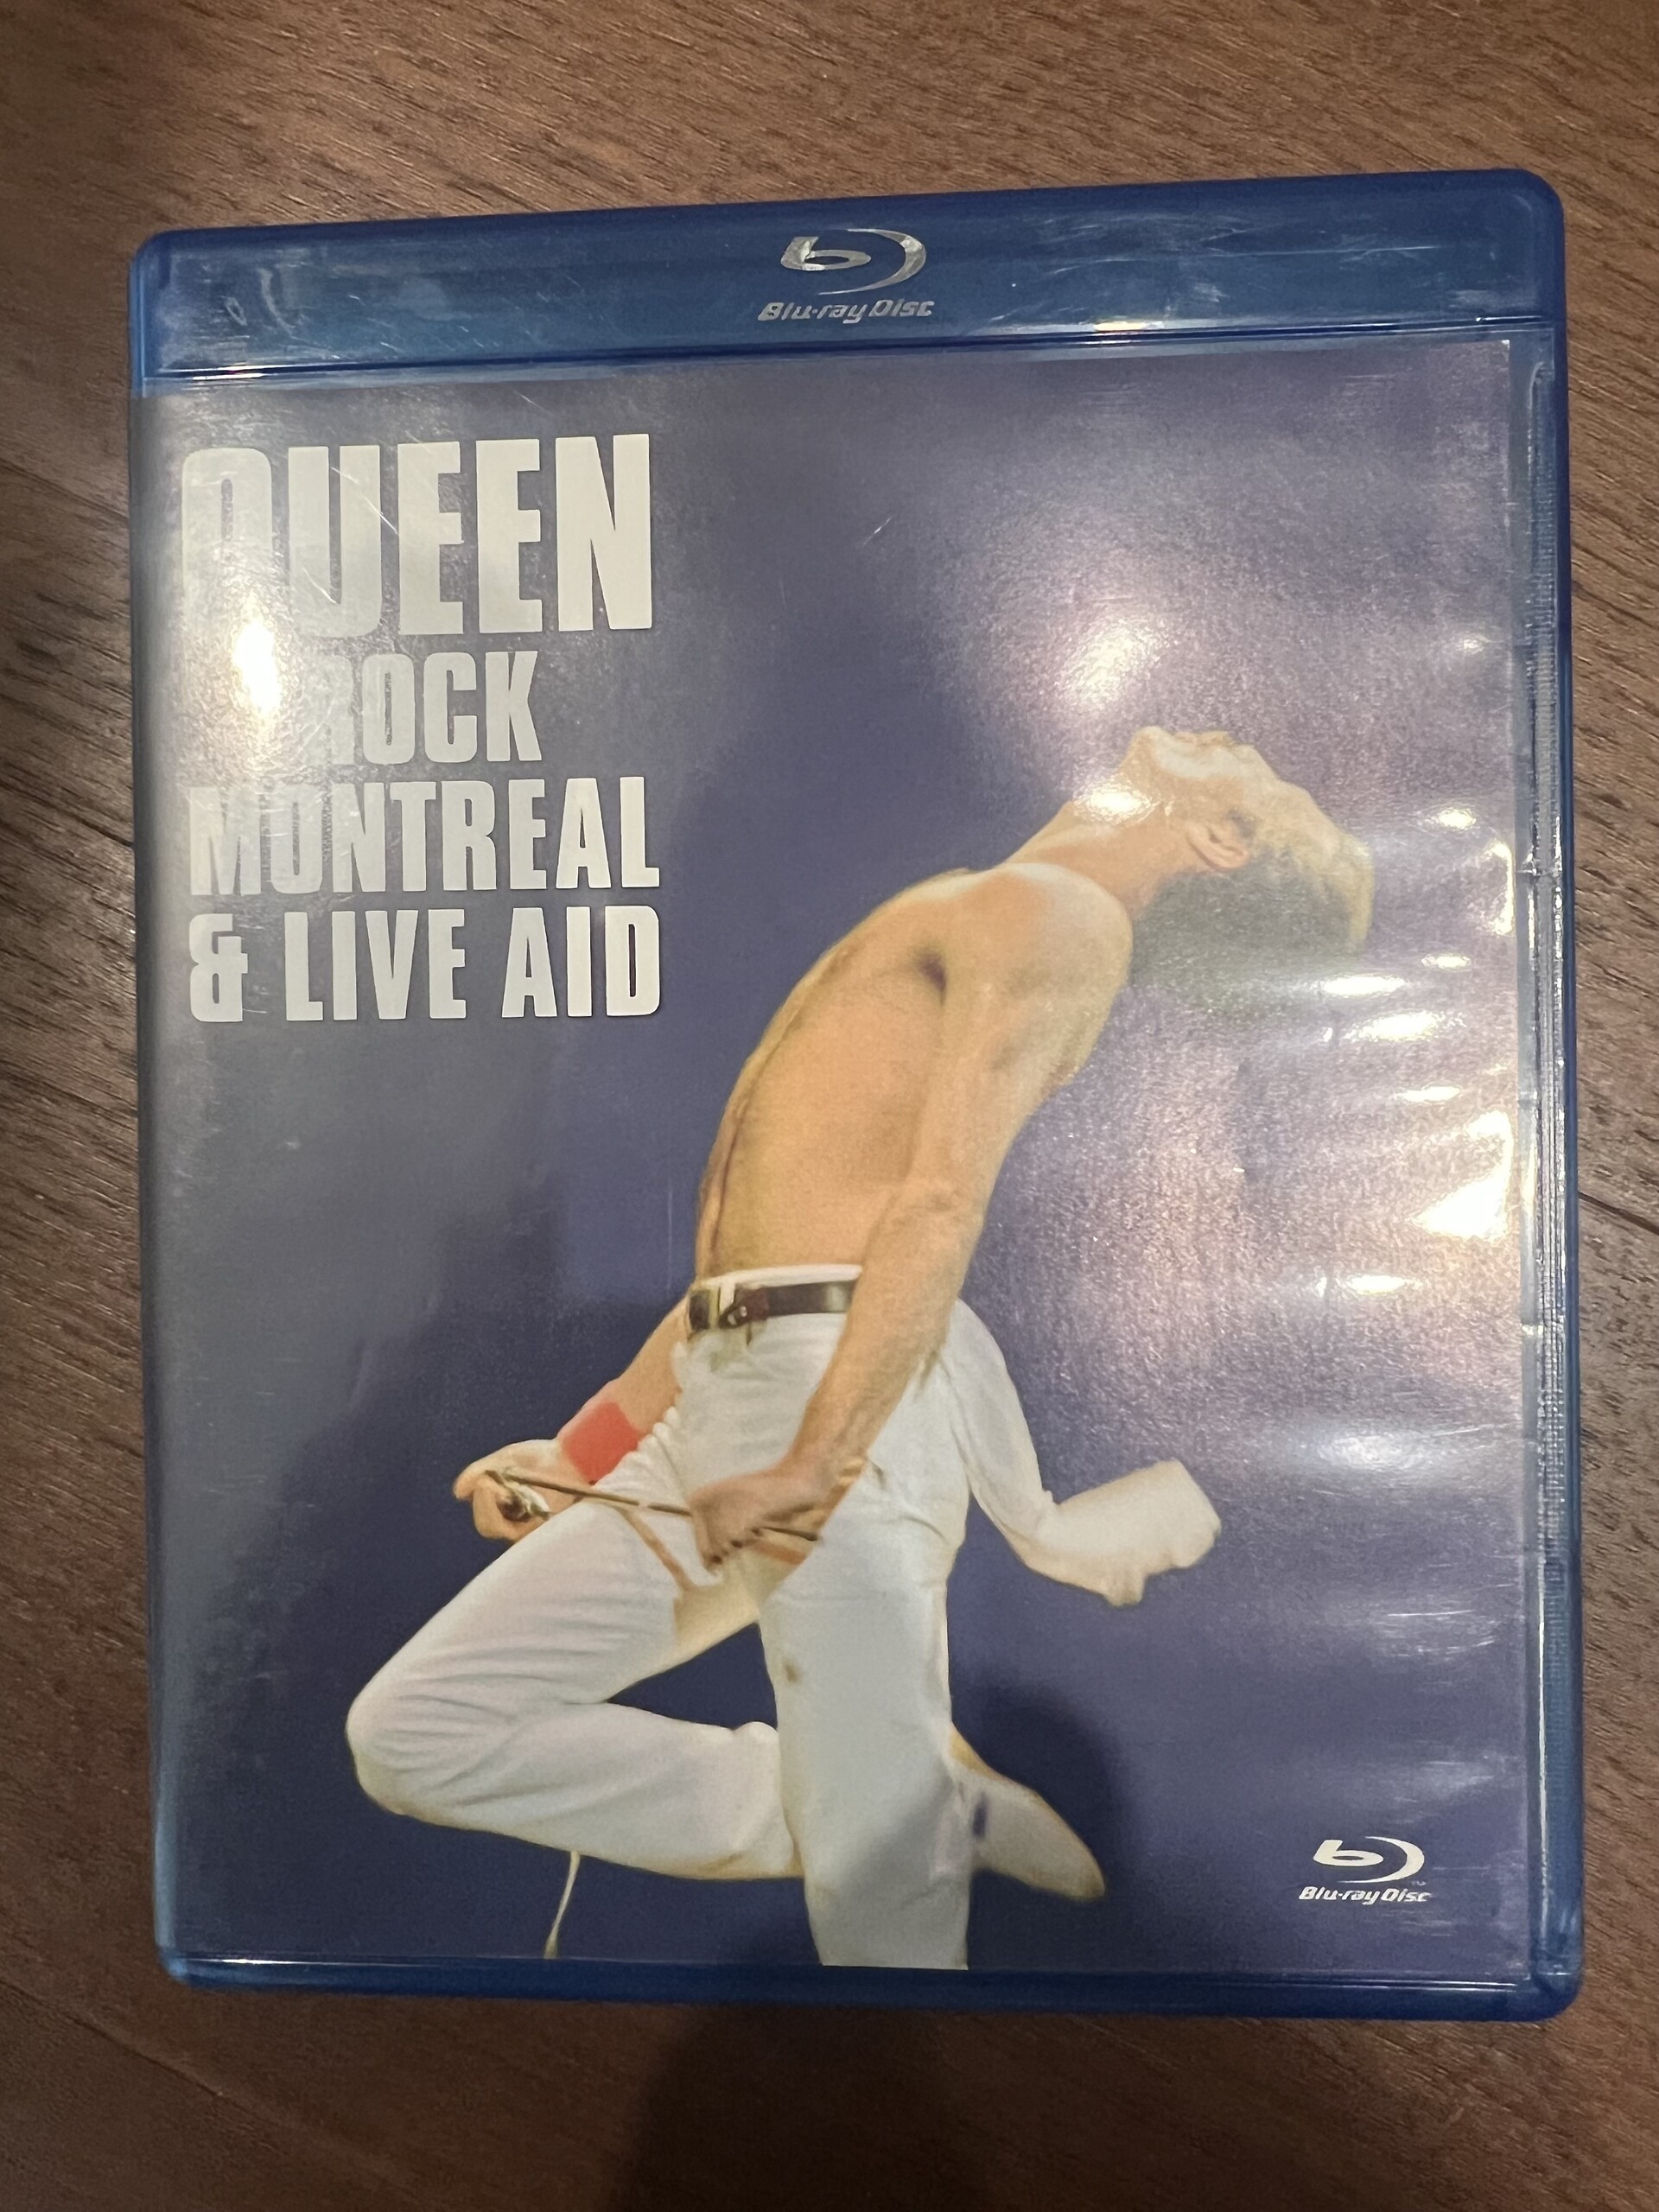 Blu-ray Disc
QUEEN
ROCK
MONTREAL
& LIVE AID
Blu-ray Disc